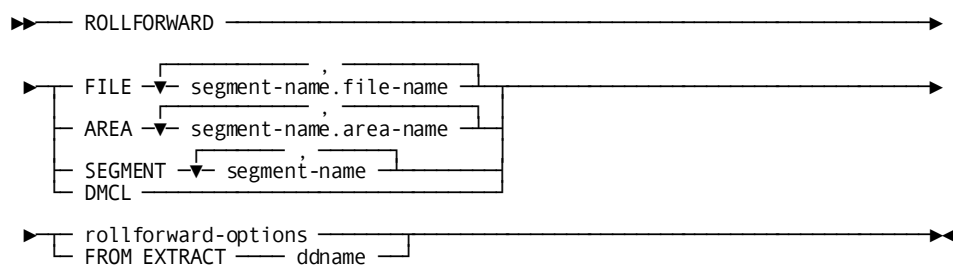 ROLLFORWARD
,
FILE segment-name.file-name
,
AREA segment-name.area-name
,
SEGMENT segment-name
DMCL
rollforward-options
FROM EXTRACT ddname